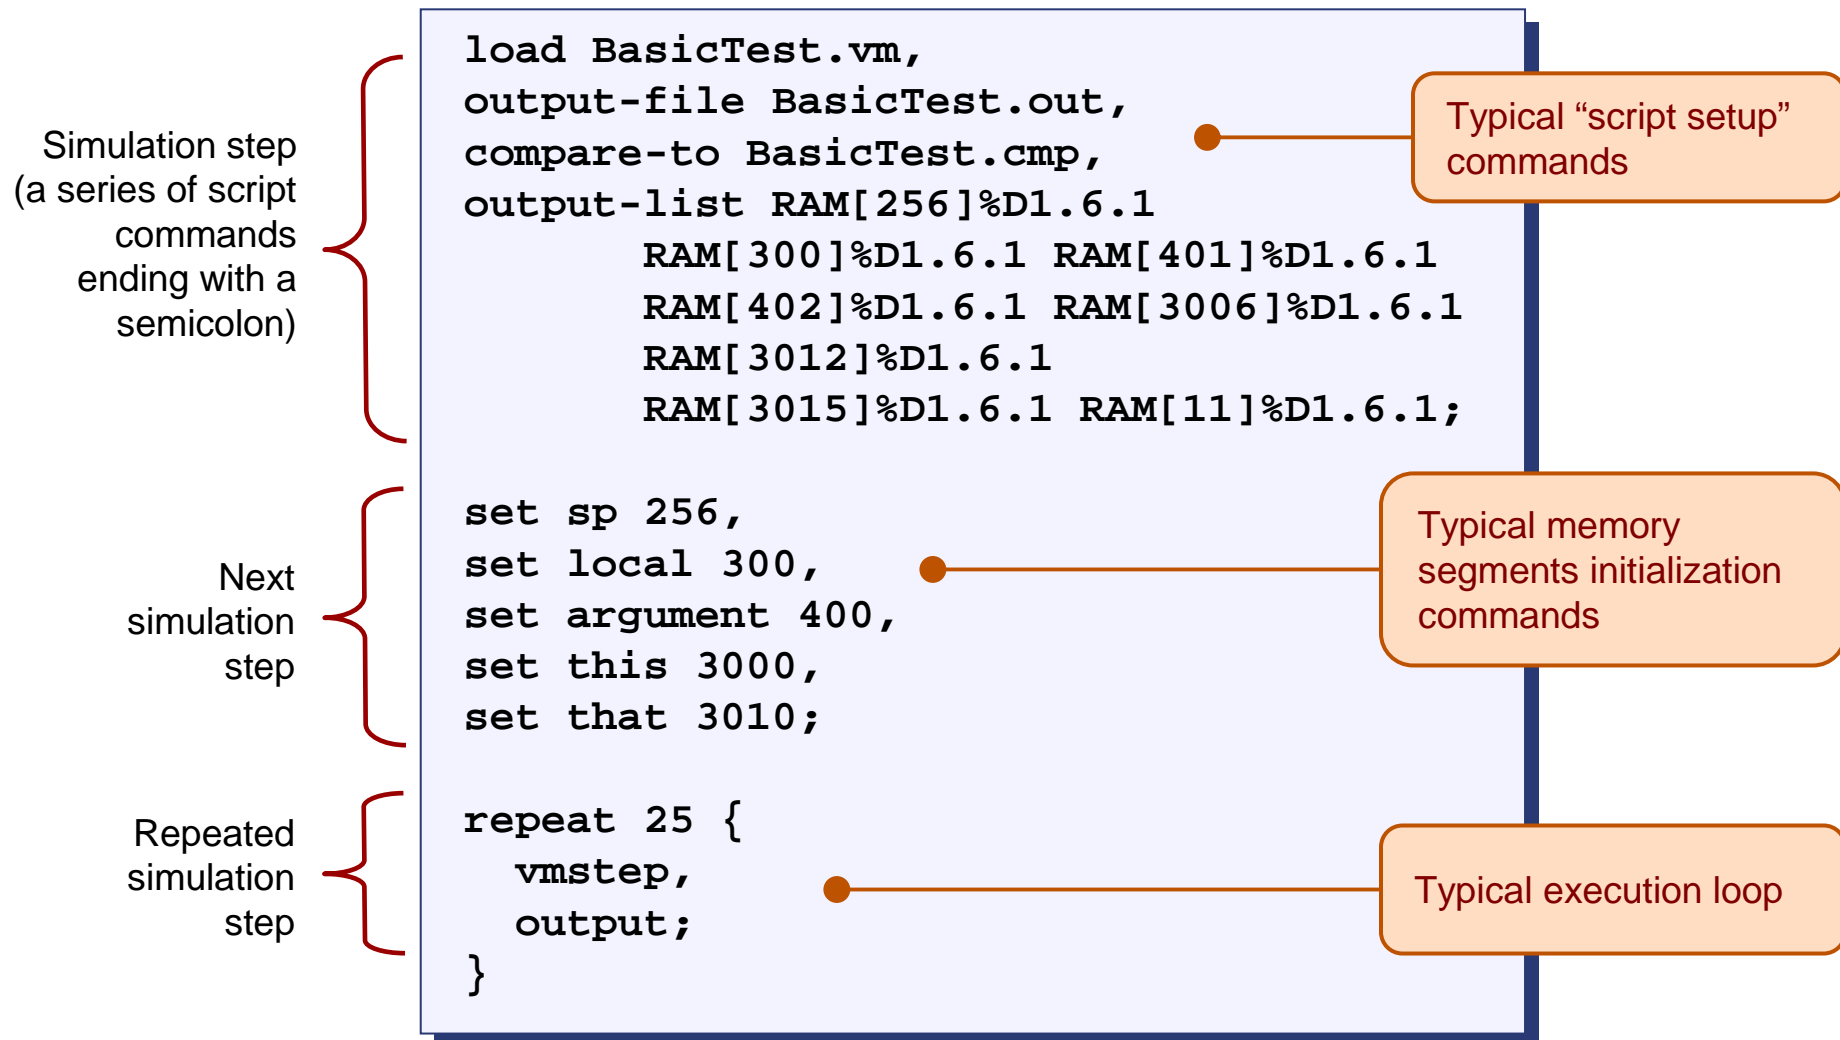 Simulation step
(a series of script
commands
ending with a
semicolon)
load BasicTest.vm,
output-file BasicTest.out,
compare-to BasicTest.cmp,
output-list RAM[256]%D1.6.1
RAM[300]%D1.6.1 RAM[401]%D1.6.1
RAM[402]%D1.6.1 RAM[3006]%D1.6.1
RAM[3012]%D1.6.1
RAM[3015]%D1.6.1 RAM[11]%D1.6.1;
Typical “script setup”
commands
Next
simulation
step
set sp 256,
set local 300,
set argument 400,
set this 3000,
set that 3010;
Typical memory
segments initialization
commands
Repeated
simulation
step
repeat 25 {
vmstep,
output;
}
Typical execution loop